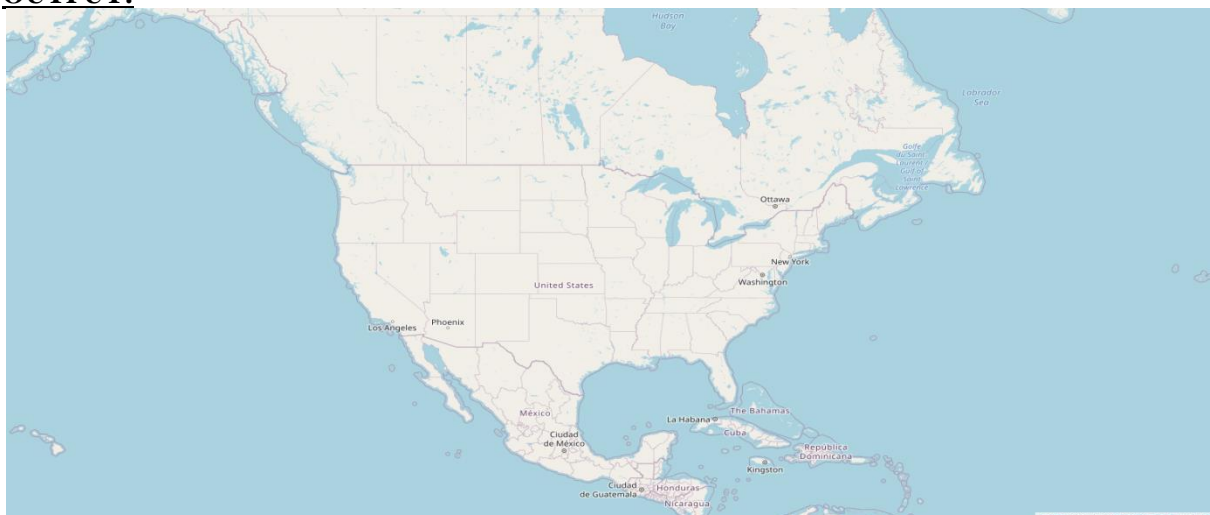 OUTPUT:
Hudson
Bay
Labrador
Sea
Golfe
du Saint-
Laurent /
Gulf of
Saint
Lawrence
Ottawa
New York
Washington
United States
Los Angeles
Phoenix
México
Ciudad
de México
La Habana
The Bahamas
Cuba
República
Dominicana
Kingston
Ciudad
de Guatemala
Honduras
Nicaragua